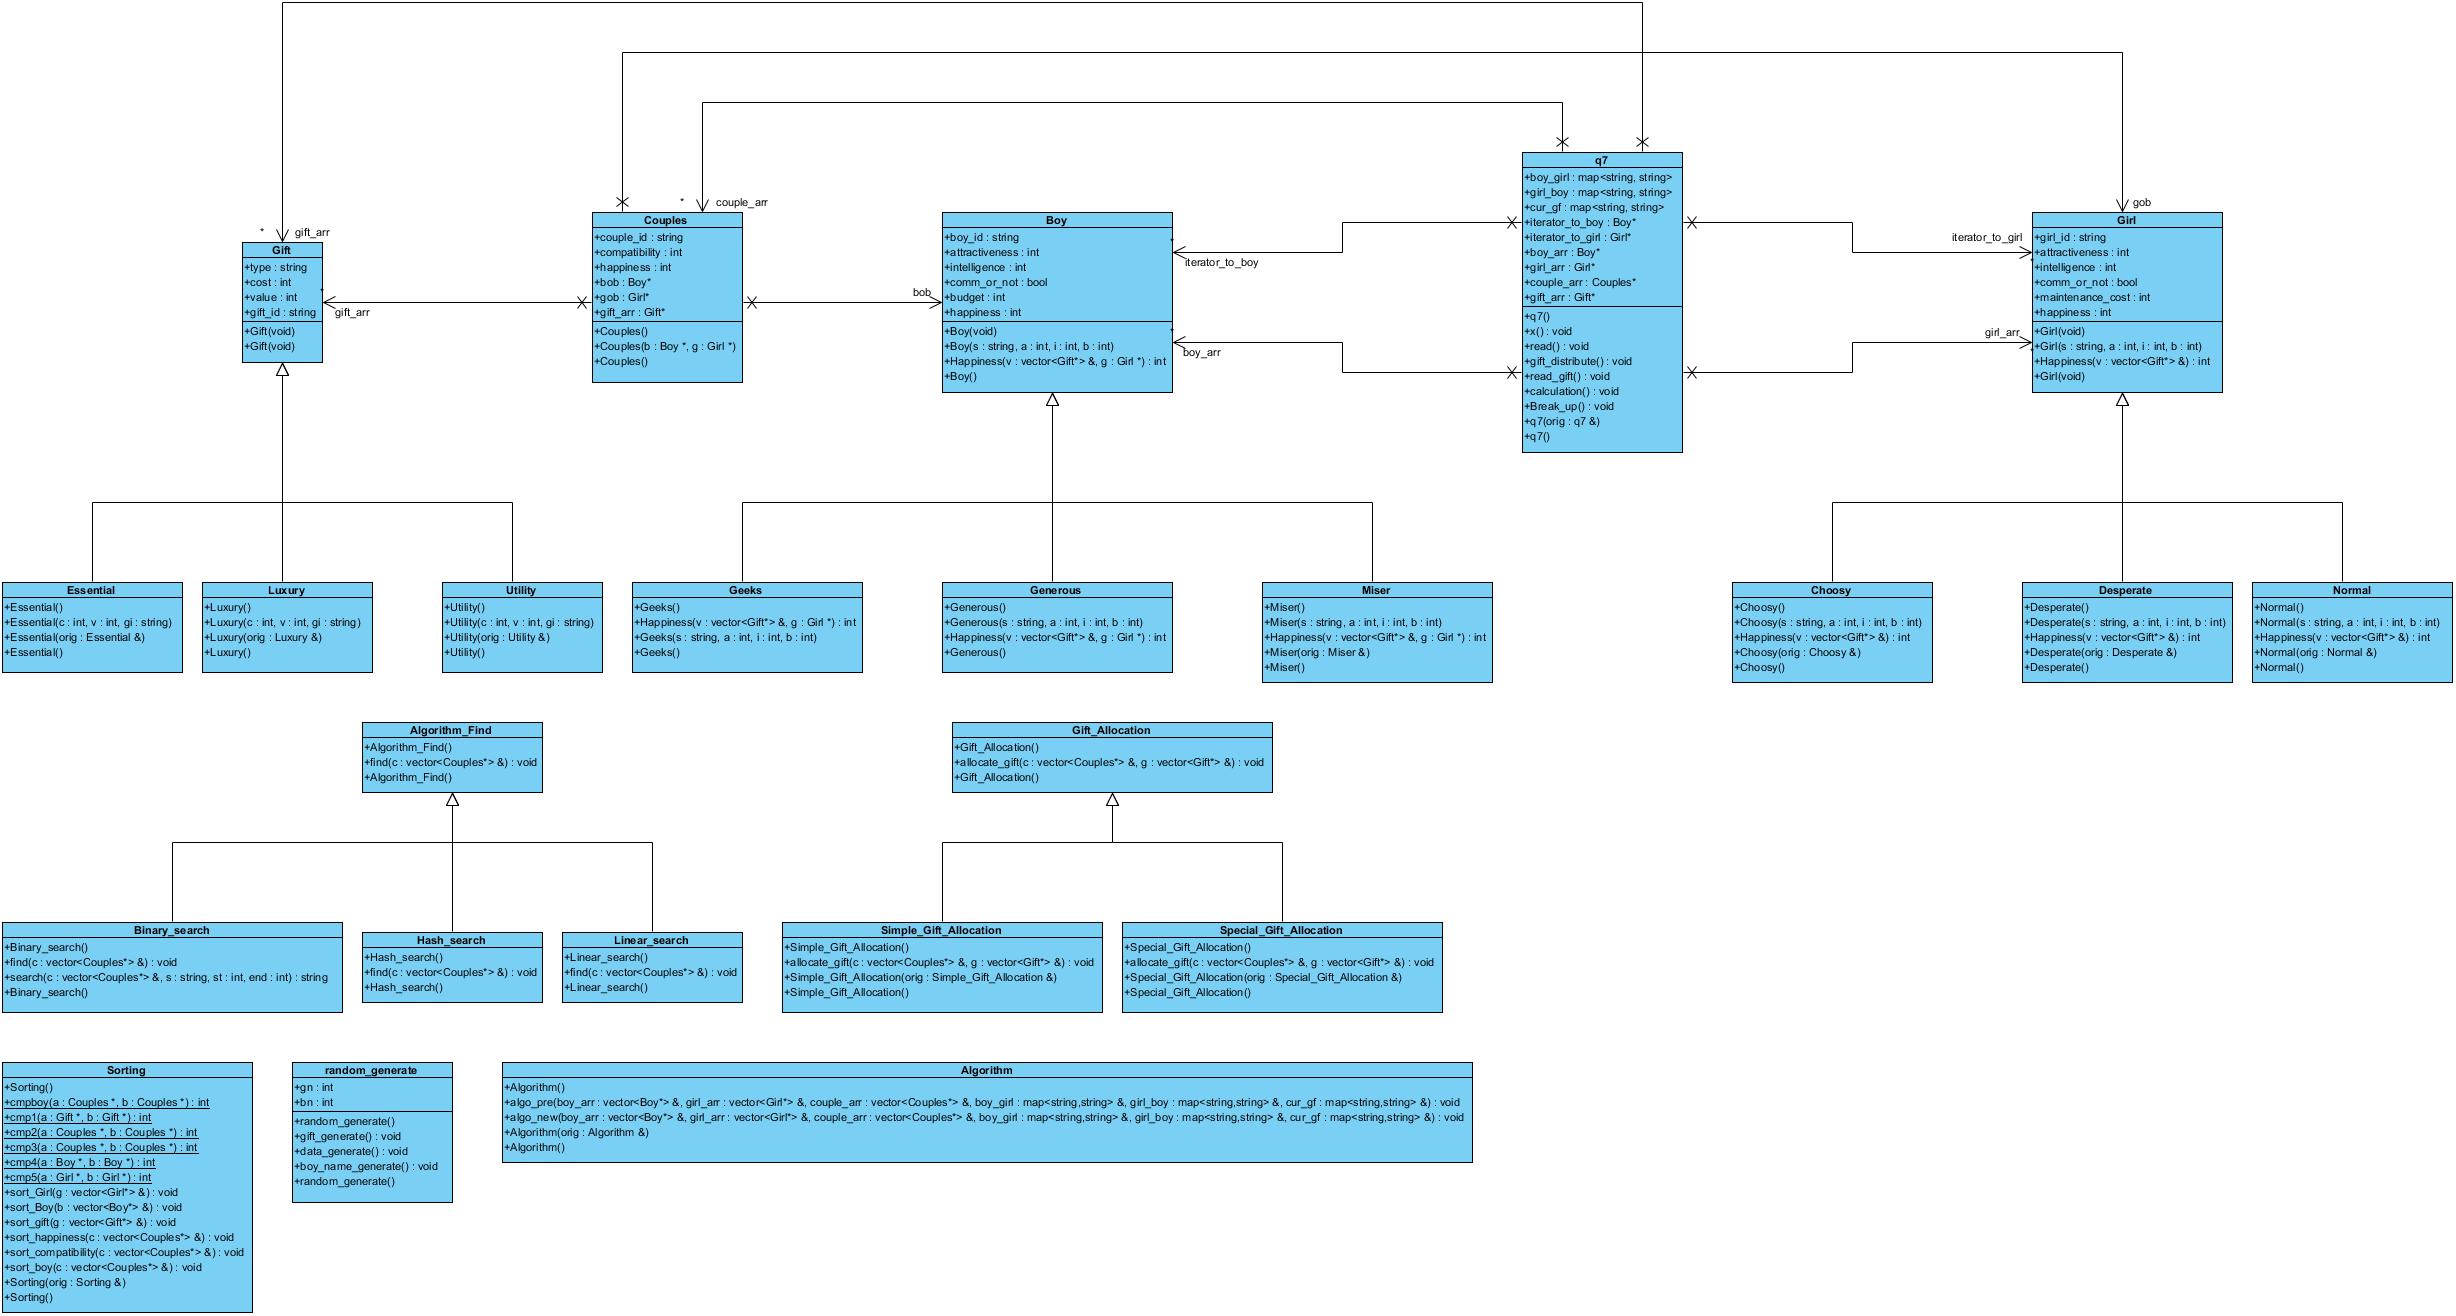 * gift_arr
Gift
+type : string
+cost : int
+value : int
+gift_id : string
+Gift(void)
+Gift(void)
*
gift_arr
* couple_arr
Couples
+couple_id : string
+compatibility : int
+happiness : int
+bob : Boy*
+gob : Girl*
+gift_arr : Gift*
+Couples()
+Couples(b : Boy *, g : Girl *)
+Couples()
bob
Boy
+boy_id : string
+attractiveness : int
+intelligence : int
+comm_or_not : bool
+budget : int
+happiness : int
+Boy(void)
+Boy(s : string, a : int, i : int, b : int)
+Happiness(v : vector<Gift*> &, g : Girl *) : int
+Boy()
*
iterator_to_boy
*
boy_arr
q7
+boy_girl : map<string, string>
+girl_boy : map<string, string>
+cur_gf : map<string, string>
+iterator_to_boy : Boy*
+iterator_to_girl : Girl*
+boy_arr : Boy*
+girl_arr : Girl*
+couple_arr : Couples*
+gift_arr : Gift*
+q7()
+x() : void
+read() : void
+gift_distribute() : void
+read_gift() : void
+calculation() : void
+Break_up() : void
+q7(orig : q7 &)
+q7()
iterator_to_girl
girl_arr
gob
Girl
+girl_id : string
+attractiveness : int
+intelligence : int
+comm_or_not : bool
+maintenance_cost : int
+happiness : int
+Girl(void)
+Girl(s : string, a : int, i : int, b : int)
+Happiness(v : vector<Gift*> &) : int
+Girl(void)
Essential
+Essential()
+Essential(c : int, v : int, gi : string)
+Essential(orig : Essential &)
+Essential()
Luxury
+Luxury()
+Luxury(c : int, v : int, gi : string)
+Luxury(orig : Luxury &)
+Luxury()
Utility
+Utility()
+Utility(c : int, v : int, gi : string)
+Utility(orig : Utility &)
+Utility()
Geeks
+Geeks()
+Happiness(v : vector<Gift*> &, g : Girl *) : int
+Geeks(s : string, a : int, i : int, b : int)
+Geeks()
Generous
+Generous()
+Generous(s : string, a : int, i : int, b : int)
+Happiness(v : vector<Gift*> &, g : Girl *) : int
+Generous()
Miser
+Miser()
+Miser(s : string, a : int, i : int, b : int)
+Happiness(v : vector<Gift*> &, g : Girl *) : int
+Miser(orig : Miser &)
+Miser()
Choosy
+Choosy()
+Choosy(s : string, a : int, i : int, b : int)
+Happiness(v : vector<Gift*> &) : int
+Choosy(orig : Choosy &)
+Choosy()
Desperate
+Desperate()
+Desperate(s : string, a : int, i : int, b : int)
+Happiness(v : vector<Gift*> &) : int
+Desperate(orig : Desperate &)
+Desperate()
Normal
+Normal()
+Normal(s : string, a : int, i : int, b : int)
+Happiness(v : vector<Gift*> &) : int
+Normal(orig : Normal &)
+Normal()
Algorithm_Find
+Algorithm_Find()
+find(c : vector<Couples*> &) : void
+Algorithm_Find()
Gift_Allocation
+Gift_Allocation()
+allocate_gift(c : vector<Couples*> &, g : vector<Gift*> &) : void
+Gift_Allocation()
Binary_search
+Binary_search()
+find(c : vector<Couples*> &) : void
+search(c : vector<Couples*> &, s : string, st : int, end : int) : string
+Binary_search()
Hash_search
+Hash_search()
+find(c : vector<Couples*> &) : void
+Hash_search()
Linear_search
+Linear_search()
+find(c : vector<Couples*> &) : void
+Linear_search()
Simple_Gift_Allocation
+Simple_Gift_Allocation()
+allocate_gift(c : vector<Couples*> &, g : vector<Gift*> &) : void
+Simple_Gift_Allocation(orig : Simple_Gift_Allocation &)
+Simple_Gift_Allocation()
Special_Gift_Allocation
+Special_Gift_Allocation()
+allocate_gift(c : vector<Couples*> &, g : vector<Gift*> &) : void
+Special_Gift_Allocation(orig : Special_Gift_Allocation &)
+Special_Gift_Allocation()
Sorting
+Sorting()
+cmpboy(a : Couples *, b : Couples *) : int
+cmp1(a : Gift *, b : Gift *) : int
+cmp2(a : Couples *, b : Couples *) : int
+cmp3(a : Couples *, b : Couples *) : int
+cmp4(a : Boy *, b : Boy *) : int
+cmp5(a : Girl *, b : Girl *) : int
+sort_Girl(g : vector<Girl*> &) : void
+sort_Boy(b : vector<Boy*> &) : void
+sort_gift(g : vector<Gift*> &) : void
+sort_happiness(c : vector<Couples*> &) : void
+sort_compatibility(c : vector<Couples*> &) : void
+sort_boy(c : vector<Couples*> &) : void
+Sorting(orig : Sorting &)
+Sorting()
random_generate
+gn : int
+bn : int
+random_generate()
+gift_generate() : void
+data_generate() : void
+boy_name_generate() : void
+random_generate()
Algorithm
+Algorithm()
+algo_pre(boy_arr : vector<Boy*> &, girl_arr : vector<Girl*> &, couple_arr : vector<Couples*> &, boy_girl : map<string,string> &, girl_boy : map<string,string> &, cur_gf : map<string,string> &) : void
+algo_new(boy_arr : vector<Boy*> &, girl_arr : vector<Girl*> &, couple_arr : vector<Couples*> &, boy_girl : map<string,string> &, girl_boy : map<string,string> &, cur_gf : map<string,string> &) : void
+Algorithm(orig : Algorithm &)
+Algorithm()